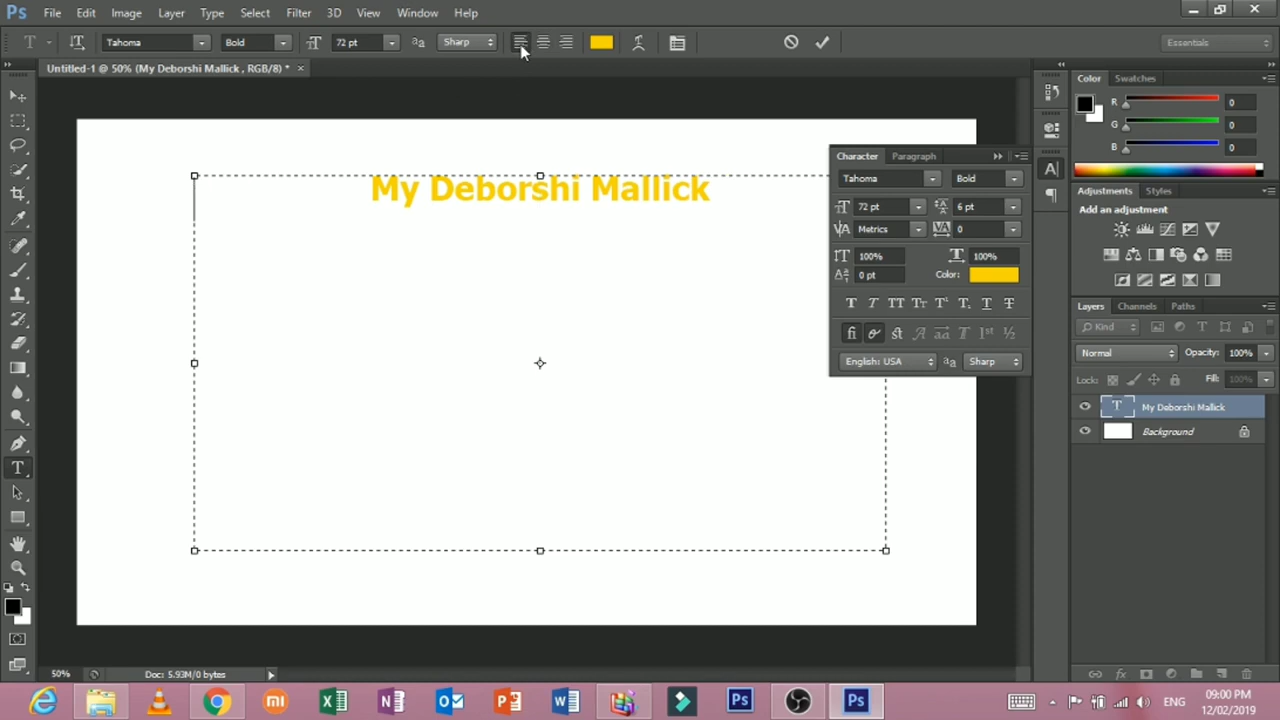 Ps File Edit Image Layer Type Select Filter 3D View Window Help
T Tahoma Bold 72 pt Sharp Essentials
Untitled-1 @ 50% (My Deborshi Mallick , RGB/8) * ×
Color Swatches
R 0
G 0
B 0
My Deborshi Mallick
Character Paragraph
Tahoma Bold
72 pt 6 pt
Metrics 0
100% 100%
0 pt Color:
English: USA Sharp
Adjustments Styles
Add an adjustment
Layers Channels Paths
Kind
Normal Opacity: 100%
Lock: Fill: 100%
My Deborshi Mallick
Background
50% Doc: 5.93M/0 bytes
ENG
09:00 PM
12/02/2019